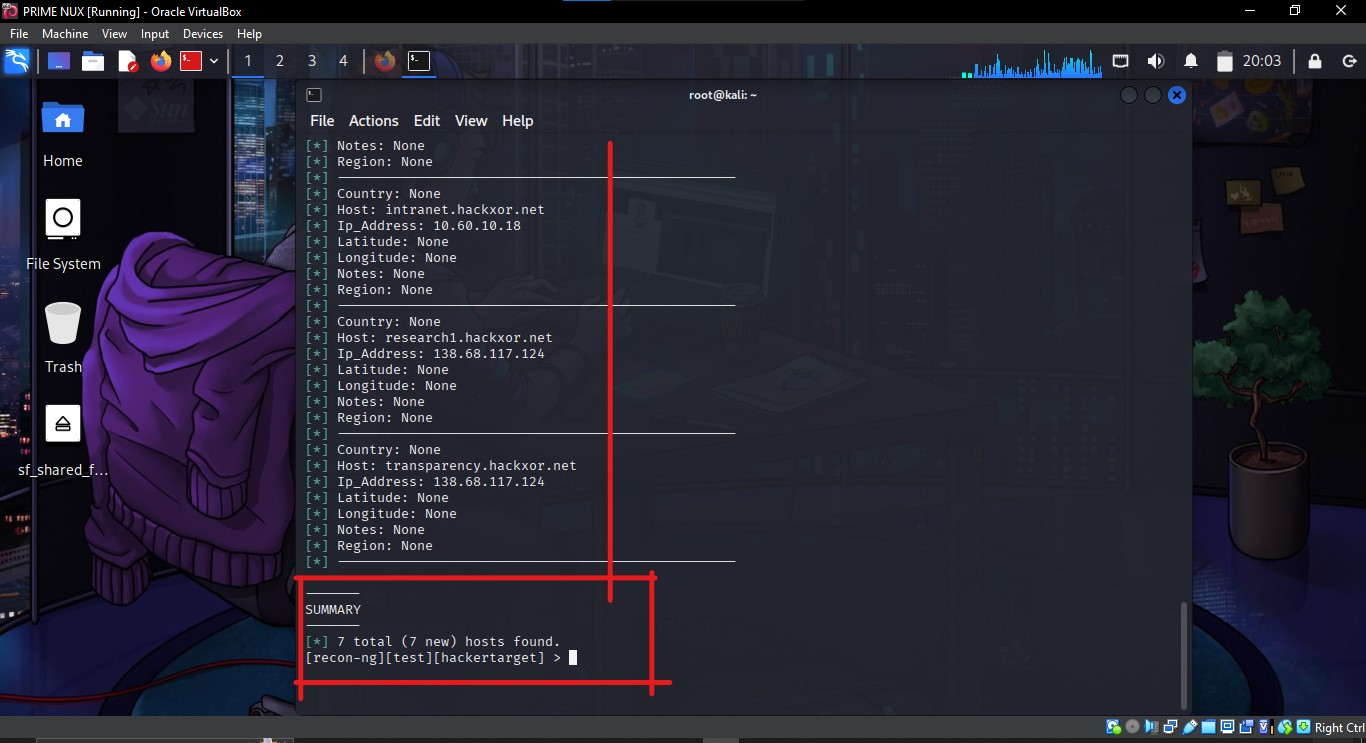 PRIME NUX [Running] - Oracle VirtualBox
File Machine View Input Devices Help
1 2 3 4 20:03
root@kali: ~
File Actions Edit View Help
Home
File System
Trash
sf_shared_f...
[*] Notes: None
[*] Region: None
[*]
[*] Country: None
[*] Host: intranet.hackxor.net
[*] Ip_Address: 10.60.10.18
[*] Latitude: None
[*] Longitude: None
[*] Notes: None
[*] Region: None
[*]
[*] Country: None
[*] Host: research1.hackxor.net
[*] Ip_Address: 138.68.117.124
[*] Latitude: None
[*] Longitude: None
[*] Notes: None
[*] Region: None
[*]
[*] Country: None
[*] Host: transparency.hackxor.net
[*] Ip_Address: 138.68.117.124
[*] Latitude: None
[*] Longitude: None
[*] Notes: None
[*] Region: None
[*]
SUMMARY
[*] 7 total (7 new) hosts found.
[recon-ng][test][hackertarget] >
Right Ctrl